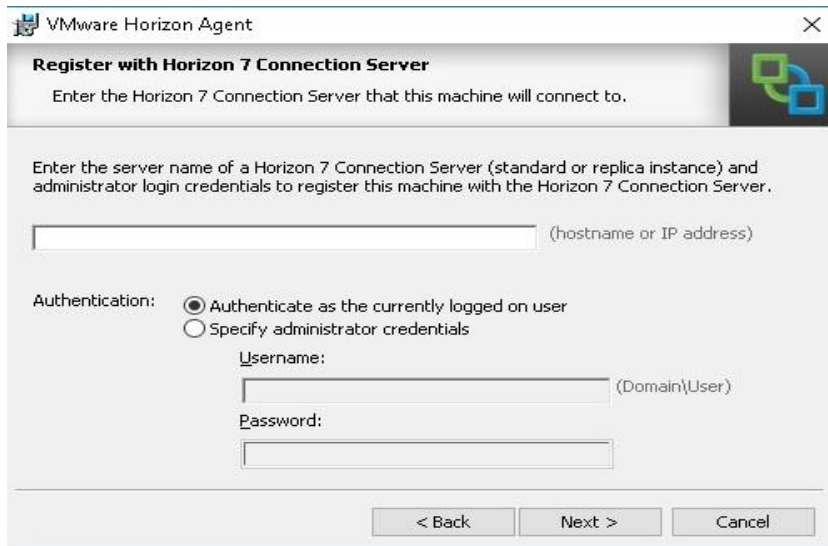 VMware Horizon Agent
Register with Horizon 7 Connection Server
Enter the Horizon 7 Connection Server that this machine will connect to.
Enter the server name of a Horizon 7 Connection Server (standard or replica instance) and
administrator login credentials to register this machine with the Horizon 7 Connection Server.
(hostname or IP address)
Authentication:
Authenticate as the currently logged on user
Specify administrator credentials
Username:
(Domain\User)
Password:
< Back
Next >
Cancel